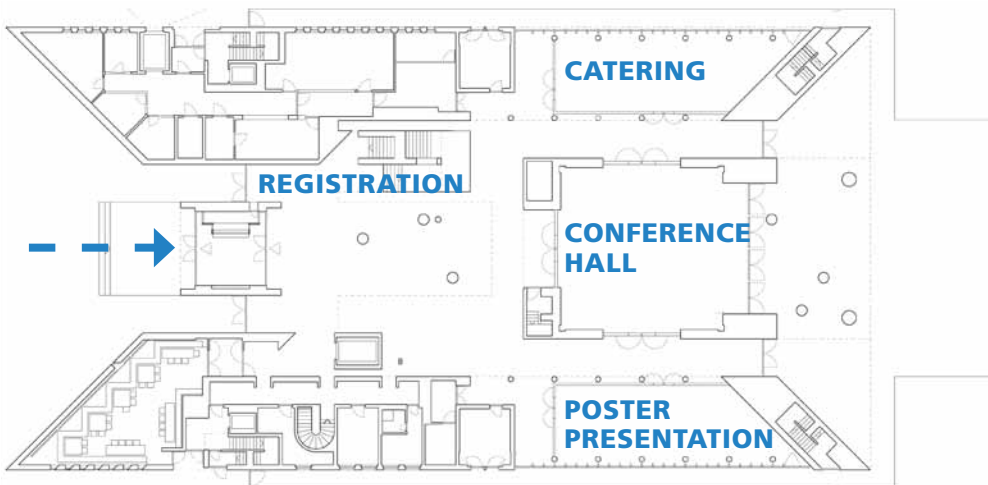 CATERING
REGISTRATION
CONFERENCE
HALL
POSTER
PRESENTATION